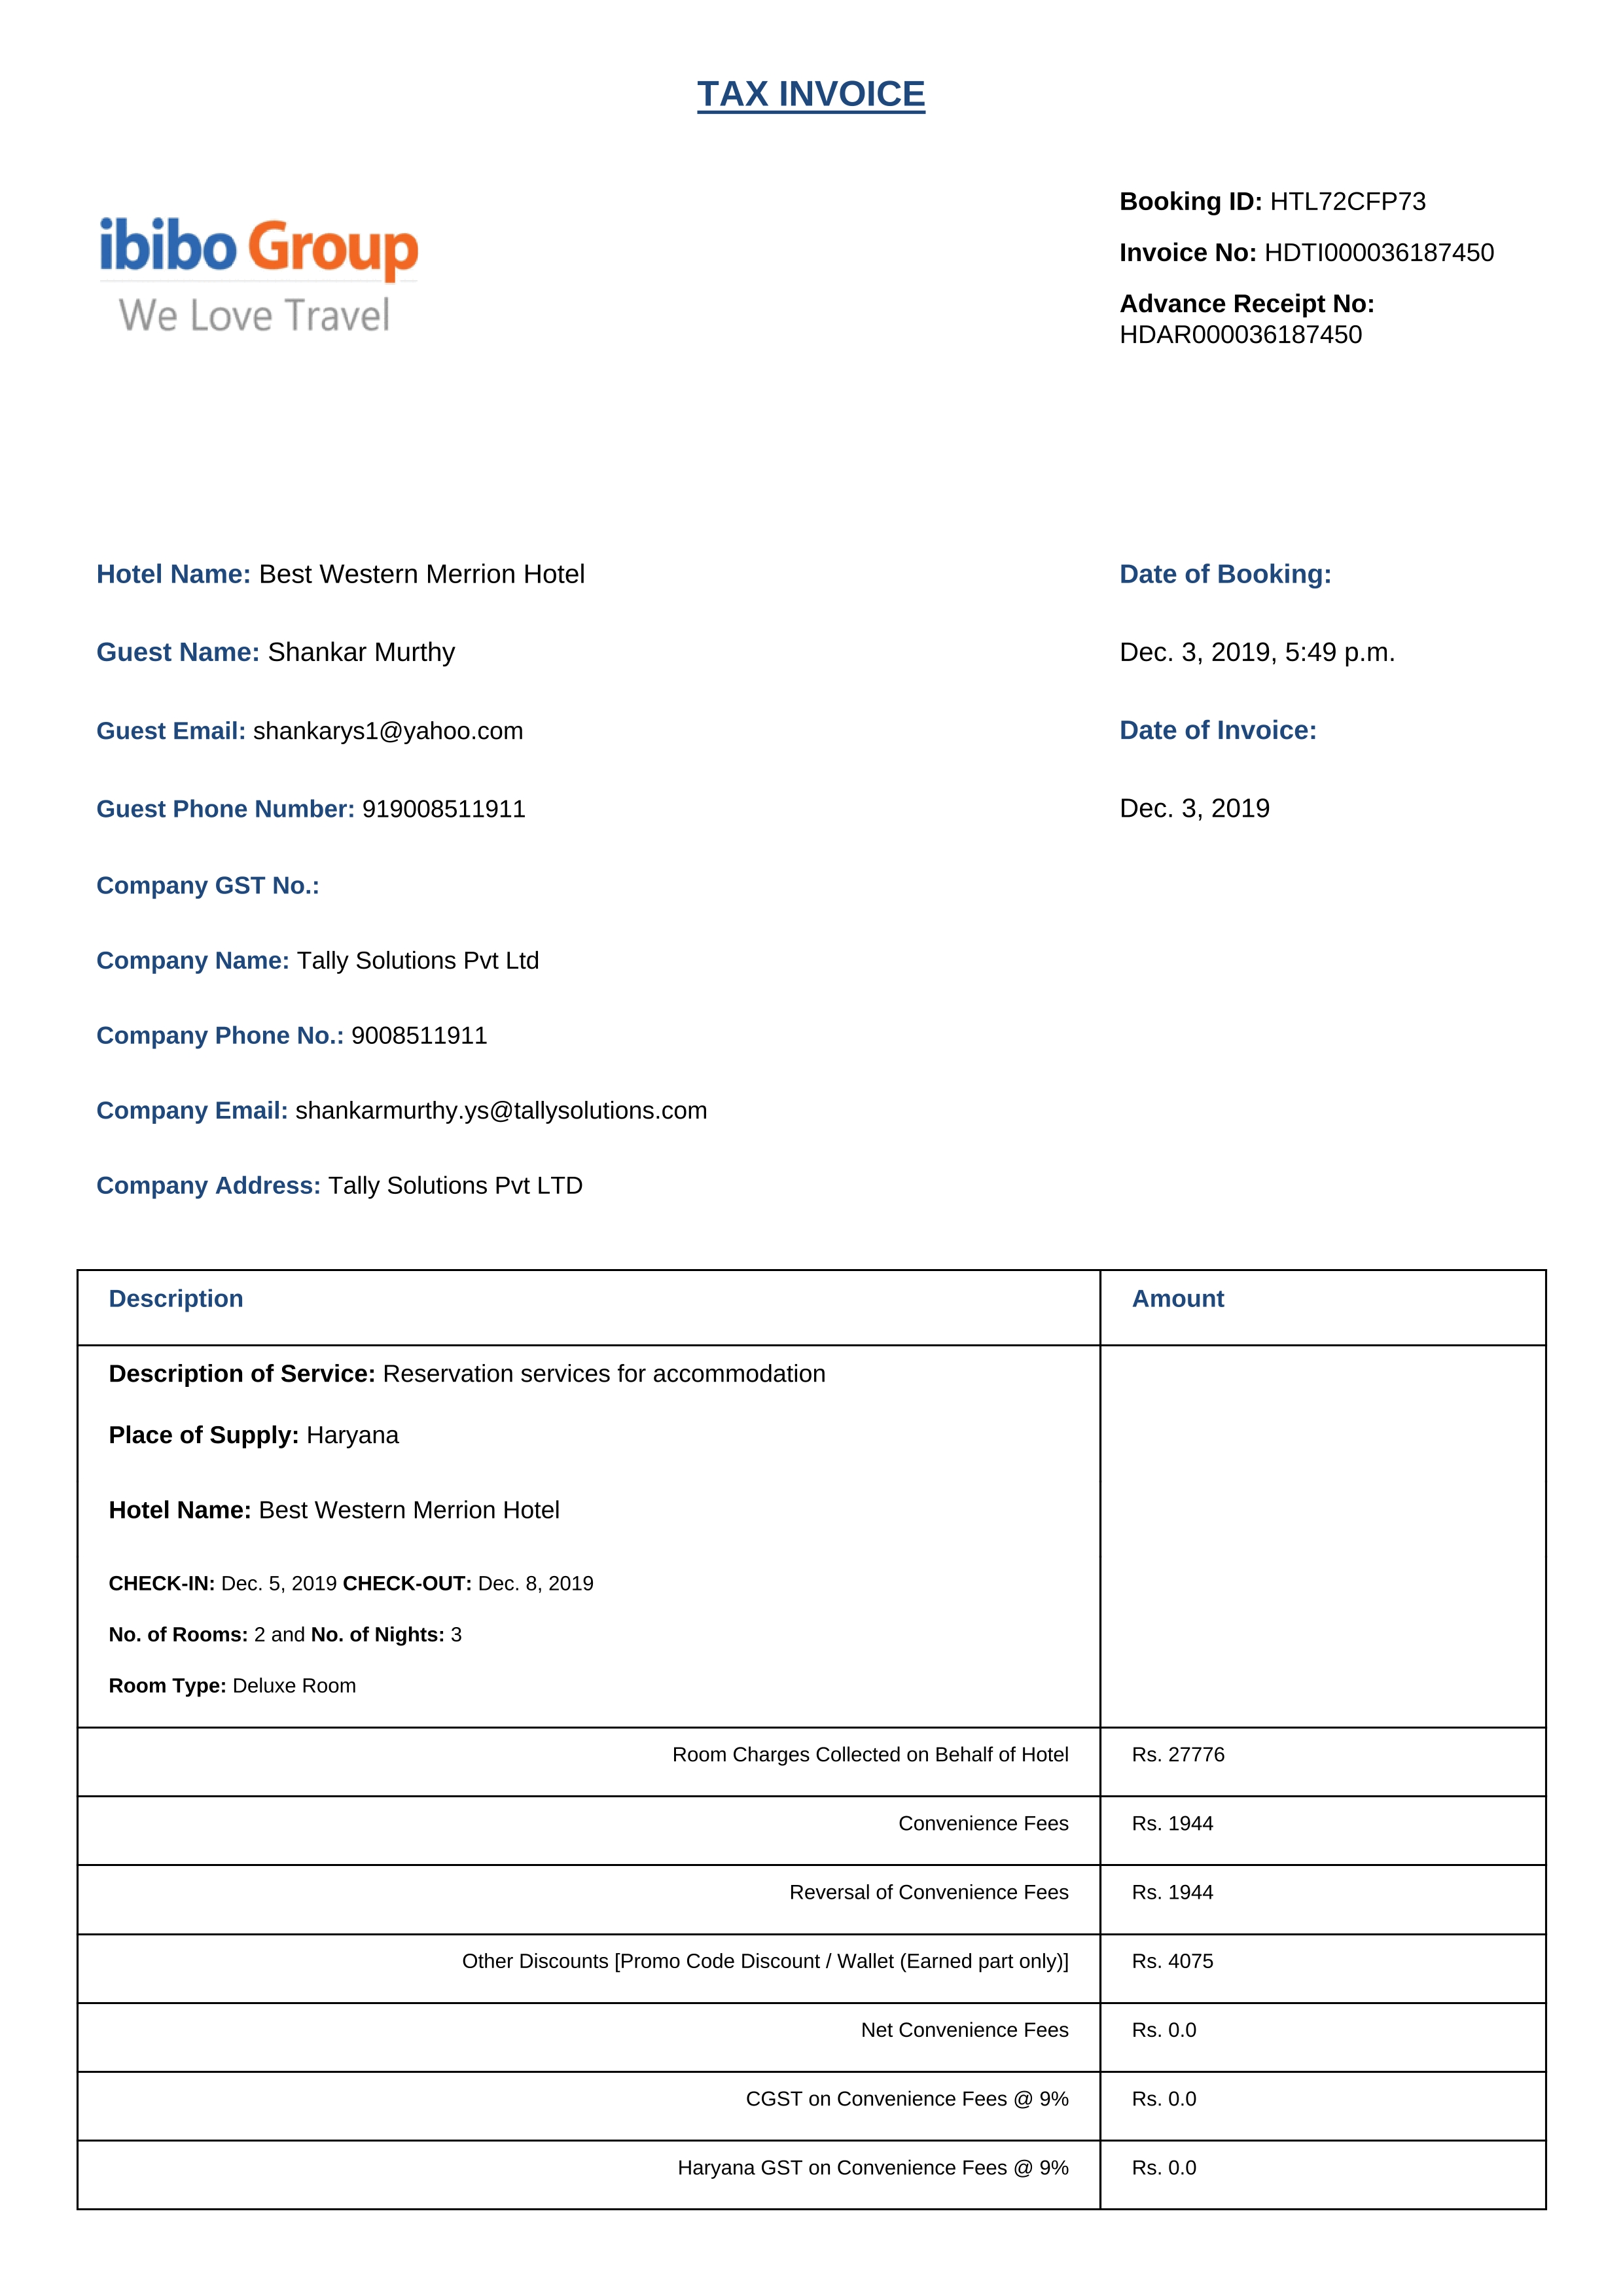 TAX INVOICE
ibibo Group
We Love Travel
Booking ID: HTL72CFP73
Invoice No: HDTI000036187450
Advance Receipt No:
HDAR000036187450
Hotel Name: Best Western Merrion Hotel
Date of Booking:
Guest Name: Shankar Murthy
Dec. 3, 2019, 5:49 p.m.
Guest Email: shankarys1@yahoo.com
Date of Invoice:
Guest Phone Number: 919008511911
Dec. 3, 2019
Company GST No.:
Company Name: Tally Solutions Pvt Ltd
Company Phone No.: 9008511911
Company Email: shankarmurthy.ys@tallysolutions.com
Company Address: Tally Solutions Pvt LTD
Description Amount
Description of Service: Reservation services for accommodation
Place of Supply: Haryana
Hotel Name: Best Western Merrion Hotel
CHECK-IN: Dec. 5, 2019 CHECK-OUT: Dec. 8, 2019
No. of Rooms: 2 and No. of Nights: 3
Room Type: Deluxe Room
Room Charges Collected on Behalf of Hotel Rs. 27776
Convenience Fees Rs. 1944
Reversal of Convenience Fees Rs. 1944
Other Discounts [Promo Code Discount / Wallet (Earned part only)] Rs. 4075
Net Convenience Fees Rs. 0.0
CGST on Convenience Fees @ 9% Rs. 0.0
Haryana GST on Convenience Fees @ 9% Rs. 0.0